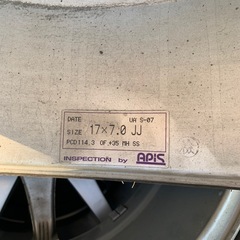 DATE UA 5-07
SIZE 17×7.0 JJ
PCD114.3 OF.+35 MH SS
INSPECTION by APiS